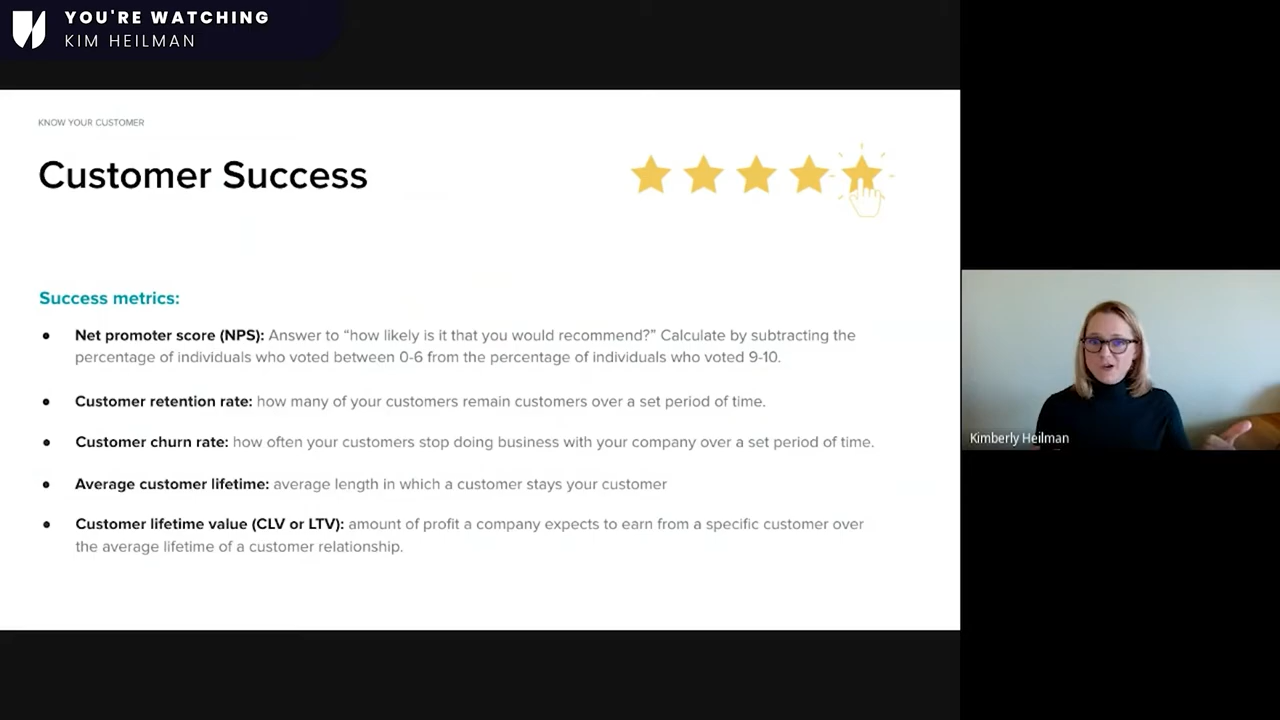 YOU'RE WATCHING
KIM HEILMAN
KNOW YOUR CUSTOMER
Customer Success
Success metrics:
● Net promoter score (NPS): Answer to “how likely is it that you would recommend?” Calculate by subtracting the
percentage of individuals who voted between 0-6 from the percentage of individuals who voted 9-10.
● Customer retention rate: how many of your customers remain customers over a set period of time.
● Customer churn rate: how often your customers stop doing business with your company over a set period of time.
● Average customer lifetime: average length in which a customer stays your customer
● Customer lifetime value (CLV or LTV): amount of profit a company expects to earn from a specific customer over
the average lifetime of a customer relationship.
Kimberly Heilman